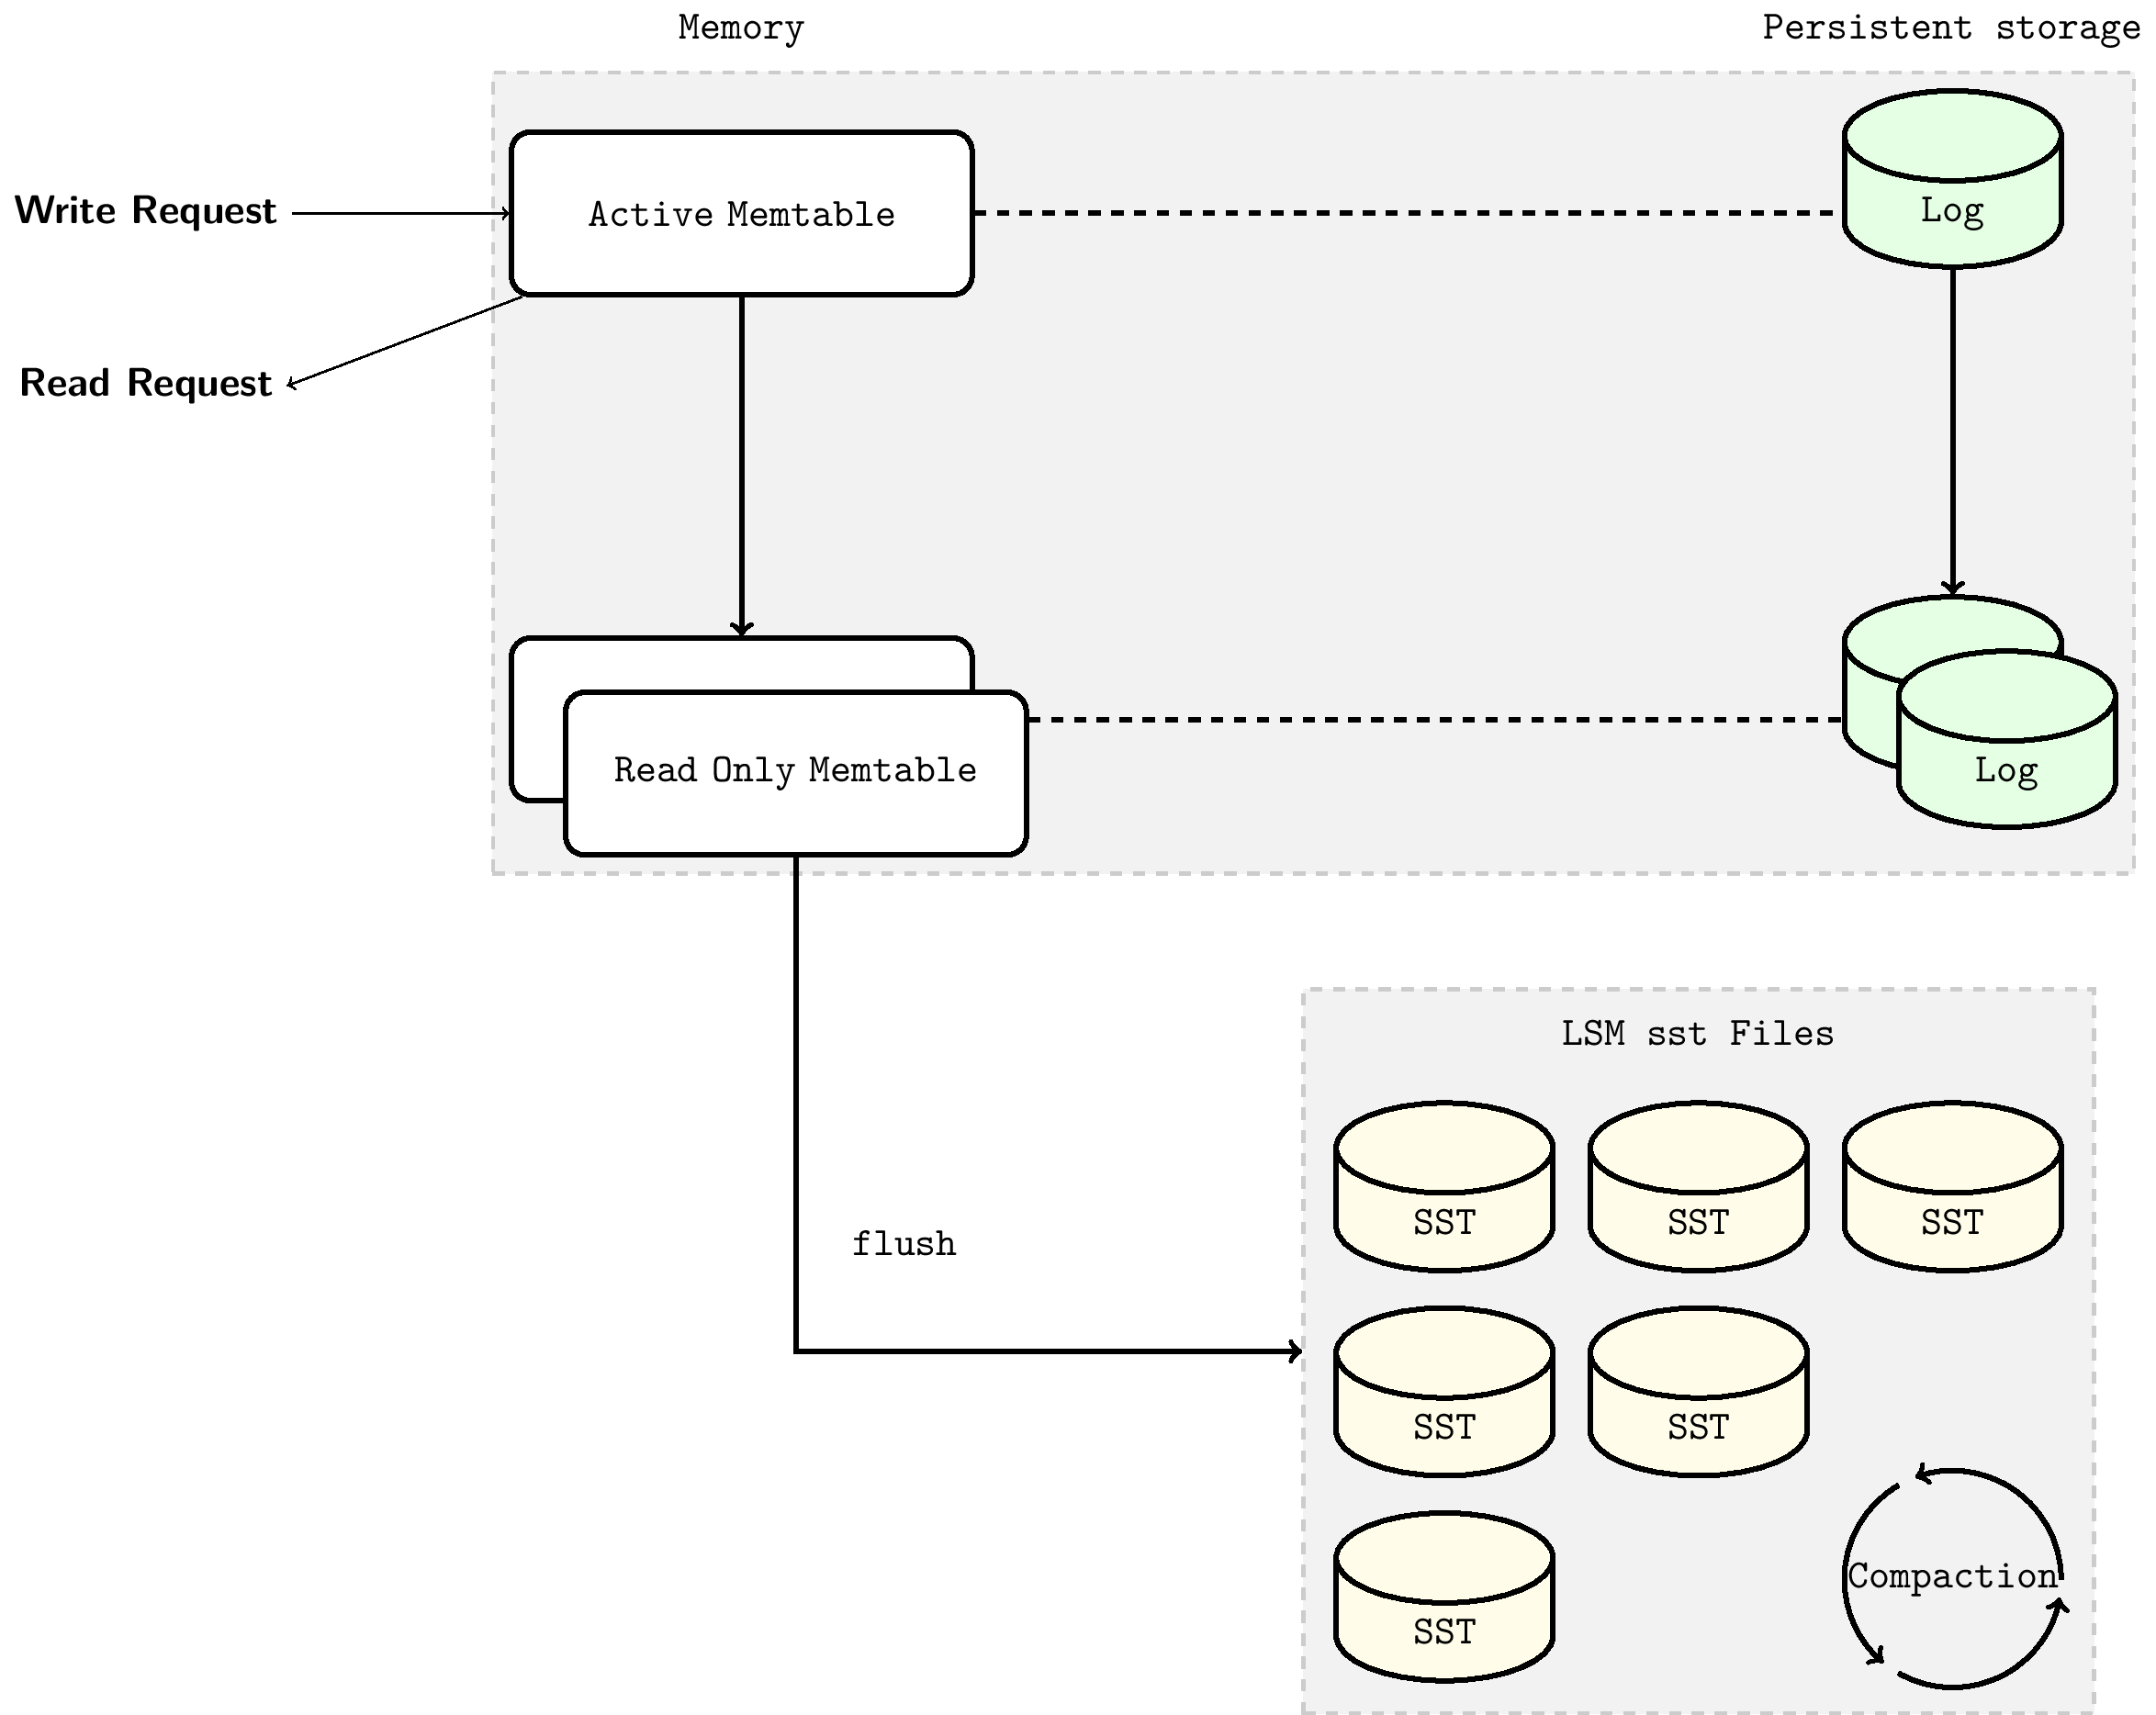 Memory
Persistent storage
Write Request
Active Memtable
Log
Read Request
Read Only Memtable
Log
LSM sst Files
SST
SST
SST
flush
SST
SST
Compaction
SST